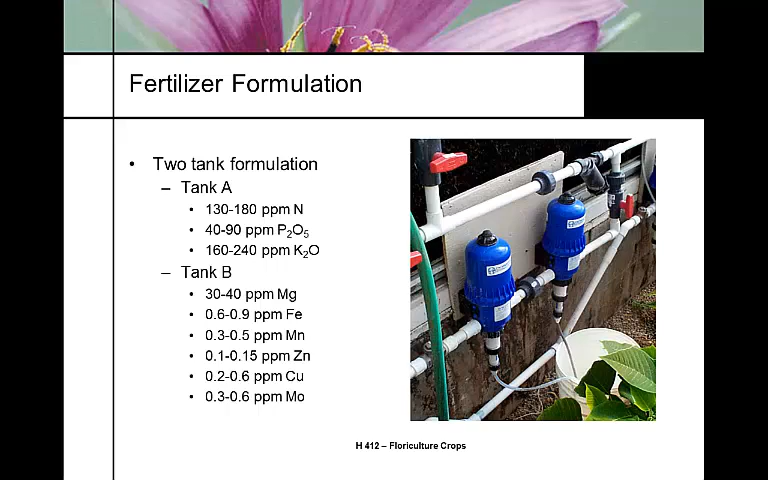 Fertilizer Formulation
• Two tank formulation
– Tank A
• 130-180 ppm N
• 40-90 ppm P₂O₅
• 160-240 ppm K₂O
– Tank B
• 30-40 ppm Mg
• 0.6-0.9 ppm Fe
• 0.3-0.5 ppm Mn
• 0.1-0.15 ppm Zn
• 0.2-0.6 ppm Cu
• 0.3-0.6 ppm Mo
H 412 – Floriculture Crops